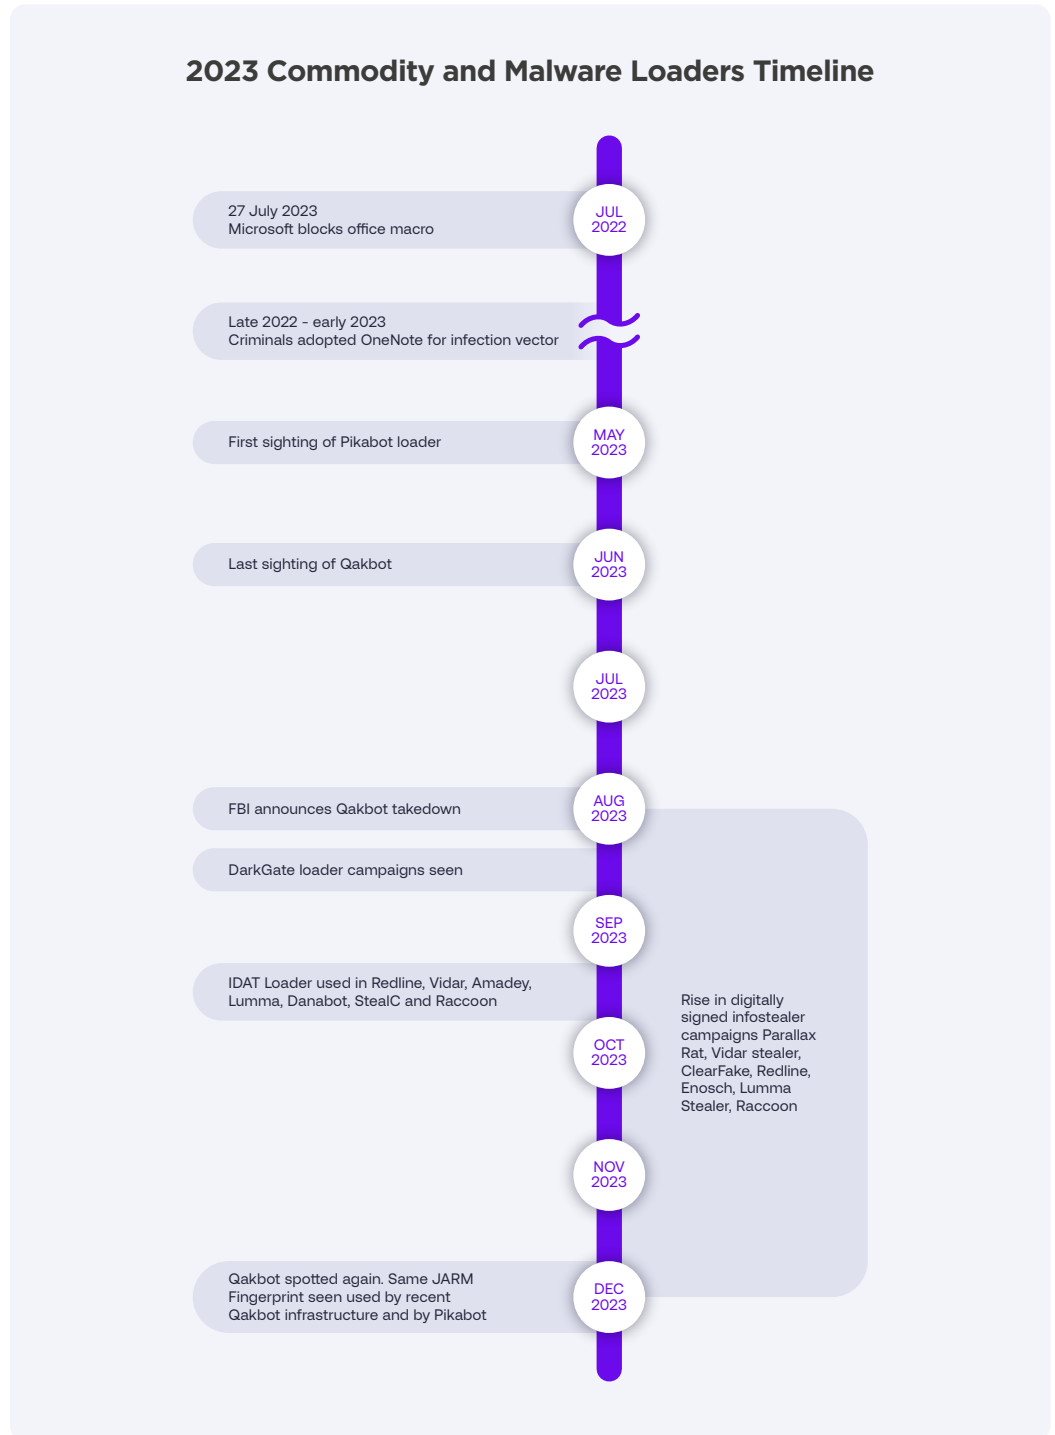 2023 Commodity and Malware Loaders Timeline
27 July 2023
Microsoft blocks office macro
JUL
2022
Late 2022 - early 2023
Criminals adopted OneNote for infection vector
First sighting of Pikabot loader
MAY
2023
Last sighting of Qakbot
JUN
2023
JUL
2023
FBI announces Qakbot takedown
AUG
2023
DarkGate loader campaigns seen
SEP
2023
IDAT Loader used in Redline, Vidar, Amadey,
Lumma, Danabot, StealC and Raccoon
OCT
2023
Rise in digitally
signed infostealer
campaigns Parallax
Rat, Vidar stealer,
ClearFake, Redline,
Enosch, Lumma
Stealer, Raccoon
NOV
2023
Qakbot spotted again. Same JARM
Fingerprint seen used by recent
Qakbot infrastructure and by Pikabot
DEC
2023